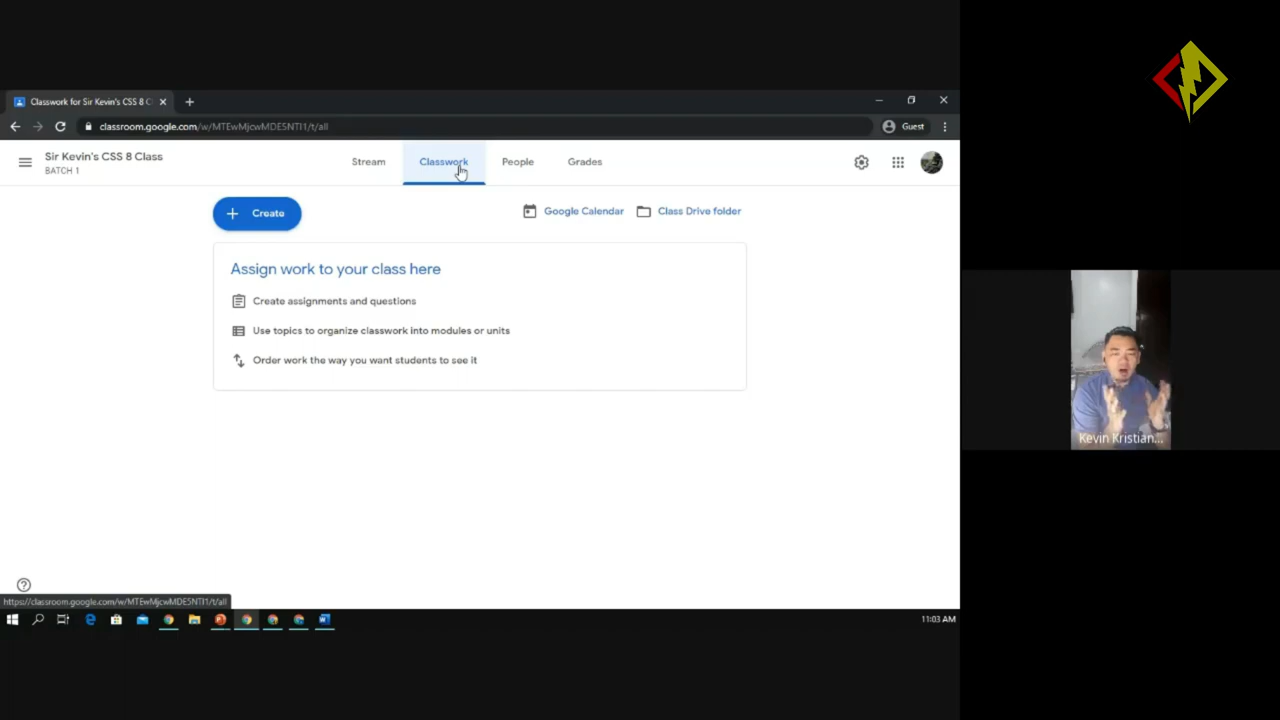 Classwork for Sir Kevin's CSS 8 C
classroom.google.com/w/MTEwMjcwMDE5NTI1/t/all
Guest
Sir Kevin's CSS 8 Class
BATCH 1
Stream
Classwork
People
Grades
Create
Google Calendar
Class Drive folder
Assign work to your class here
Create assignments and questions
Use topics to organize classwork into modules or units
Order work the way you want students to see it
Kevin Kristian...
https://classroom.google.com/w/MTEwMjcwMDE5NTI1/t/all
11:03 AM